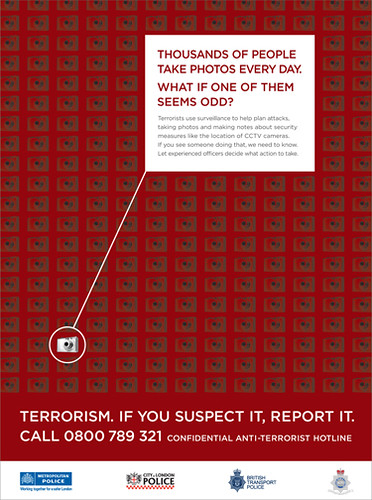 THOUSANDS OF PEOPLE
TAKE PHOTOS EVERY DAY.
WHAT IF ONE OF THEM
SEEMS ODD?
Terrorists use surveillance to help plan attacks,
taking photos and making notes about security
measures like the location of CCTV cameras.
If you see someone doing that, we need to know.
Let experienced officers decide what action to take.
TERRORISM. IF YOU SUSPECT IT, REPORT IT.
CALL 0800 789 321 CONFIDENTIAL ANTI-TERRORIST HOTLINE
METROPOLITAN
POLICE
Working together for a safer London
CITY OF LONDON
POLICE
BRITISH
TRANSPORT
POLICE